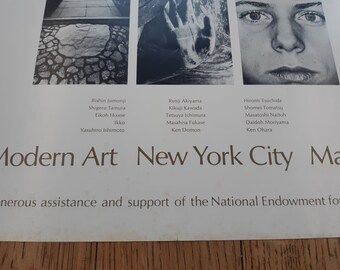 Bishin Jumonji
Shigeru Tamura
Eikoh Hosoe
Ikko
Yasuhiro Ishimoto
Ryoji Akiyama
Kikuji Kawada
Tetsuya Ichimura
Masahisa Fukase
Ken Domon
Hiromi Tsuchida
Shomei Tomatsu
Masatoshi Naitoh
Daidoh Moriyama
Ken Ohara
Modern Art New York City Ma
nerous assistance and support of the National Endowment fo